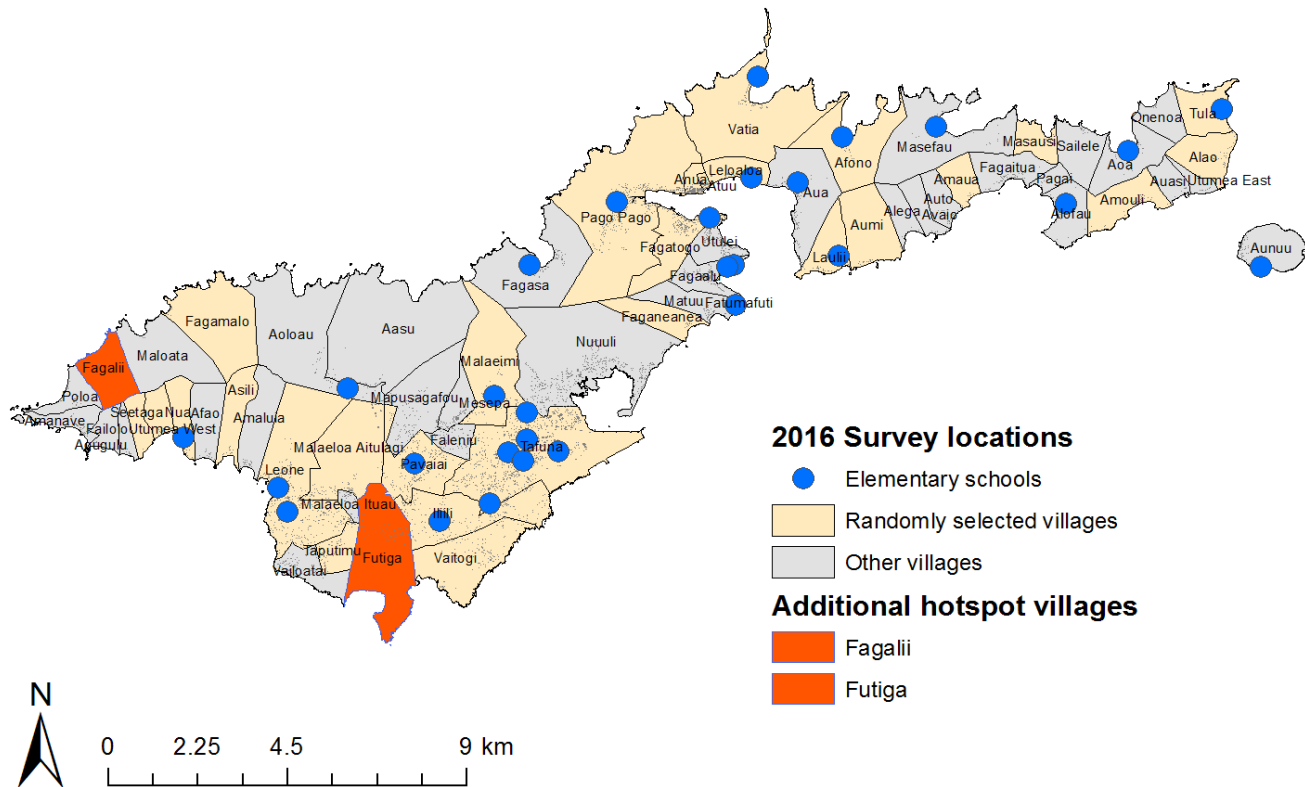 Vatia
Afono
Masefau
Onenoa
Tula
Masausi
Sailele
Aoa
Alao
Leloaloa
Anua
Atuu
Aua
Fagaitua
Pagai
Auasi
Utumea East
Amaua
Amouli
Auto
Avaio
Alega
Alofau
Pago Pago
Aumi
Utulei
Fagatogo
Laulii
Aunuu
Fagaalu
Fagasa
Matuu
Fatumafuti
Faganeanea
Fagamalo
Aoloau
Aasu
Nuuuli
Maloata
Malaeimi
Fagalii
Poloa
Asili
Mapusagafou
Mesepa
Seetaga
Nua
Afao
Amaluia
Amanave
Failolo
Utumea West
Faleniu
Agugulu
Malaeloa Aitulagi
Tafuna
Pavaiai
Leone
Malaeloa Ituau
Iliili
Taputimu
Futiga
Vaitogi
Vailoatai
2016 Survey locations
Elementary schools
Randomly selected villages
Other villages
Additional hotspot villages
Fagalii
Futiga
N
0 2.25 4.5 9 km